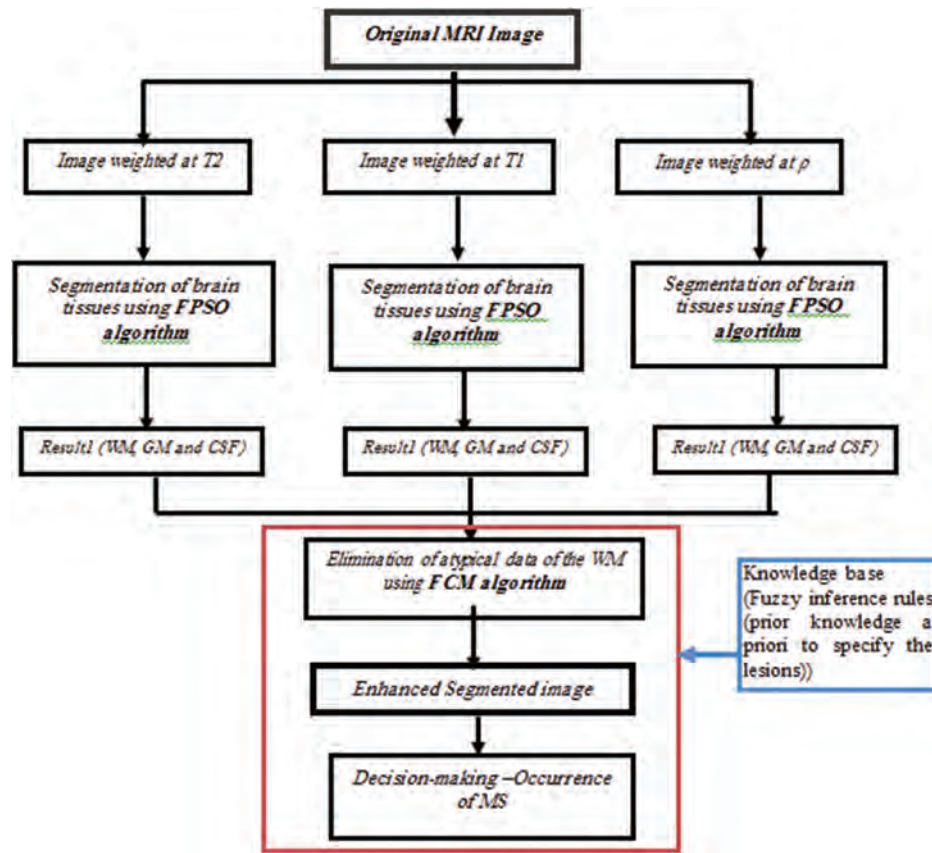 Original MRI Image
Image weighted at T2
Image weighted at T1
Image weighted at ρ
Segmentation of brain
tissues using FPSO
algorithm
Segmentation of brain
tissues using FPSO
algorithm
Segmentation of brain
tissues using FPSO
algorithm
Result1 (WM, GM and CSF)
Result1 (WM, GM and CSF)
Result1 (WM, GM and CSF)
Elimination of atypical data of the WM
using FCM algorithm
Knowledge base
(Fuzzy inference rules
(prior knowledge a
priori to specify the
lesions))
Enhanced Segmented image
Decision-making –Occurrence
of MS